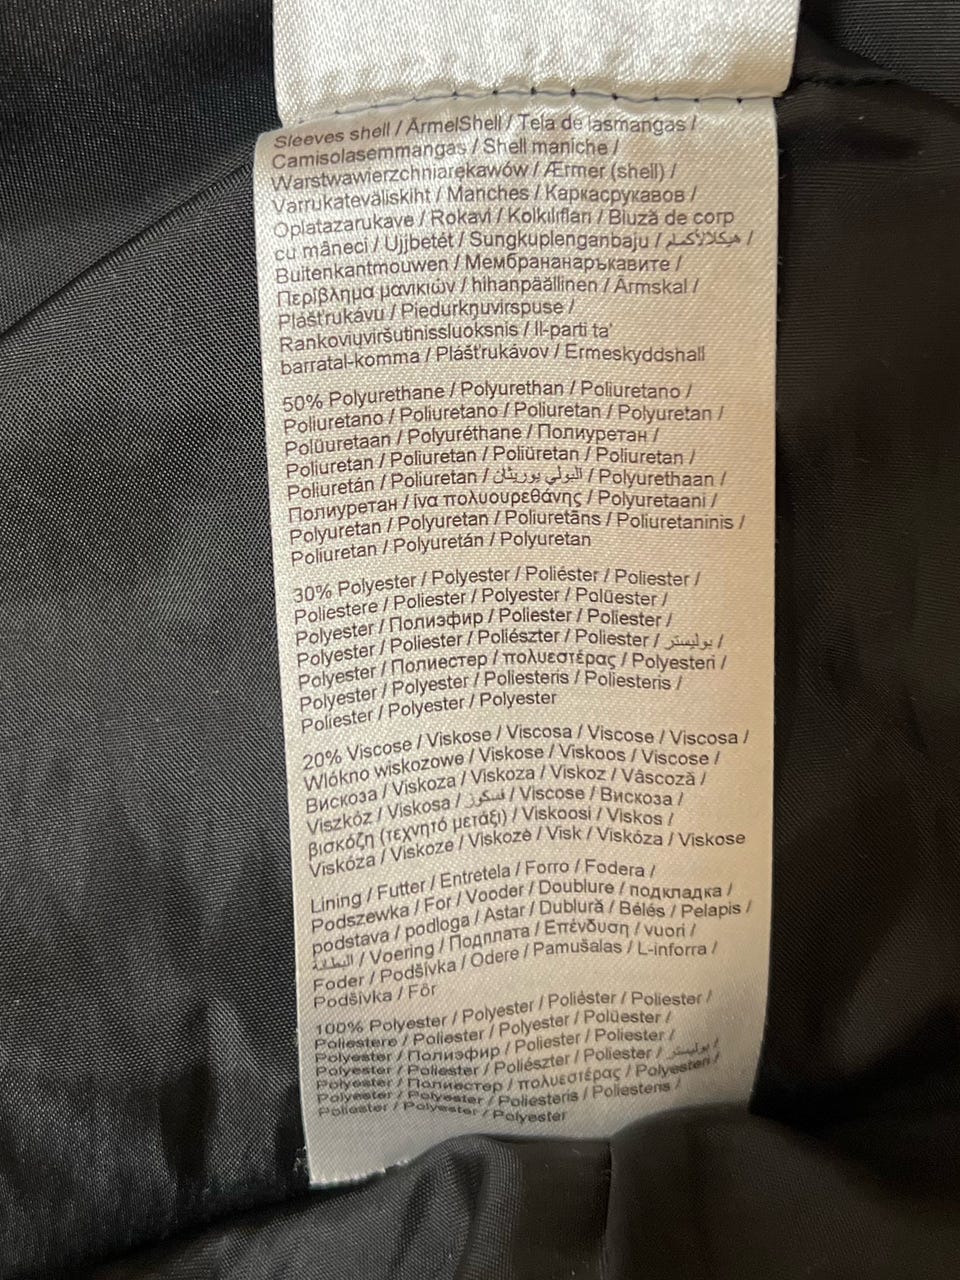 Sleeves shell / ÄrmelShell / Tela de lasmangas /
Camisolasemmangas / Shell maniche /
Warstwawierzchniarękawów / Ærmer (shell) /
Varrukateväliskiht / Manches / Каркасрукавов /
Oplatazarukave / Rokavi / Kolkılıfları / Bluză de corp
cu mâneci / Ujjbetét / Sungkuplenganbaju / هيكلالأكمام /
Buitenkantmouwen / Мембрананаръкавите /
Περίβλημα μανικιών / hihanpäällinen / Ärmskal /
Plášťrukávu / Piedurkņuvirspuse /
Rankoviųviršutinissluoksnis / Il-parti ta'
barratal-komma / Plášťrukávov / Ermeskyddshall
50% Polyurethane / Polyurethan / Poliuretano /
Poliuretano / Poliuretano / Poliuretan / Polyuretan /
Polüuretaan / Polyuréthane / Полиуретан /
Poliuretan / Poliuretan / Poliüretan / Poliuretan /
Poliuretán / Poliuretan / البولي يوريثان / Polyurethaan /
Полиуретан / ίνα πολυουρεθάνης / Polyuretaani /
Polyuretan / Polyuretan / Poliuretāns / Poliuretaninis /
Poliuretan / Polyuretán / Polyuretan
30% Polyester / Polyester / Poliéster / Poliester /
Poliestere / Poliester / Polyester / Polüester /
Polyester / Полиэфир / Poliester / Poliester /
Polyester / Poliester / Poliészter / Poliester / بوليستر /
Polyester / Полиестер / πολυεστέρας / Polyesteri /
Polyester / Polyester / Poliesteris / Poliesteris /
Poliester / Polyester / Polyester
20% Viscose / Viskose / Viscosa / Viscose / Viscosa /
Wlókno wiskozowe / Viskose / Viskoos / Viscose /
Вискоза / Viskoza / Viskoza / Viskoz / Vâscoză /
Viszkóz / Viskosa / فسكوز / Viscose / Вискоза /
βισκόζη (τεχνητό μετάξι) / Viskoosi / Viskos /
Viskóza / Viskoze / Viskozė / Visk / Viskóza / Viskose
Lining / Futter / Entretela / Forro / Fodera /
Podszewka / For / Vooder / Doublure / подкладка /
podstava / podloga / Astar / Dublură / Bélés / Pelapis /
البطانة / Voering / Подплата / Επένδυση / vuori /
Foder / Podšívka / Odere / Pamušalas / L-inforra /
Podšívka / Fôr
100% Polyester / Polyester / Poliéster / Poliester /
Poliestere / Poliester / Polyester / Polüester /
Polyester / Полиэфир / Poliester / Poliester /
Polyester / Poliester / Poliészter / Poliester / بوليستر /
Polyester / Полиестер / πολυεστέρας / Polyesteri /
Polyester / Polyester / Poliesteris / Poliesteris /
Poliester / Polyester / Polyester